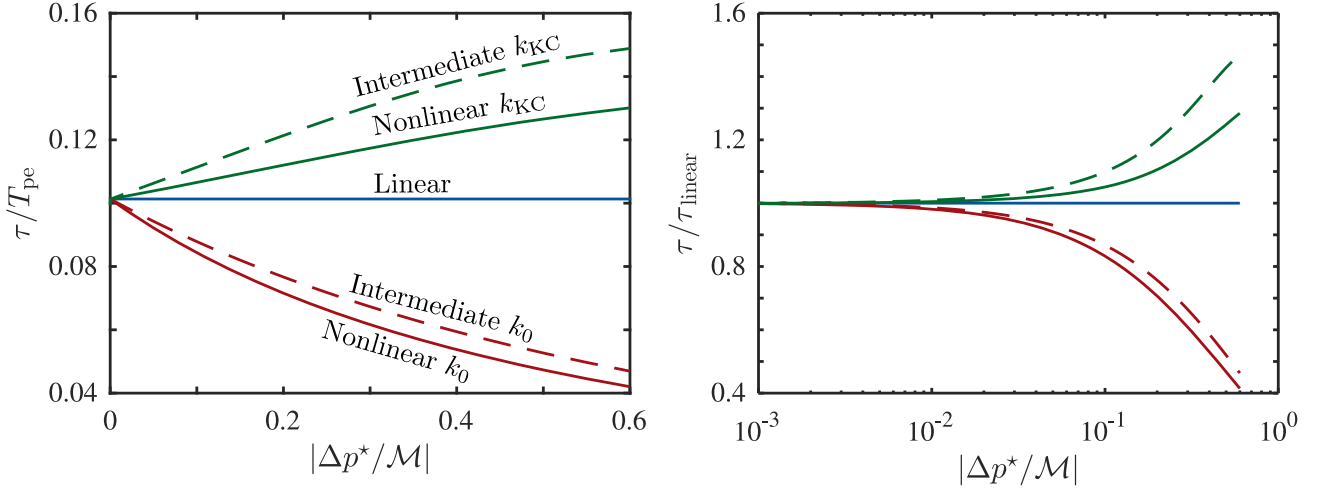 0.16
0.12
0.08
0.04
τ/T_pe
Intermediate k_KC
Nonlinear k_KC
Linear
Intermediate k_0
Nonlinear k_0
0 0.2 0.4 0.6
|Δp⋆/ℳ|
1.6
1.2
0.8
0.4
τ/τ_linear
10^-3 10^-2 10^-1 10^0
|Δp⋆/ℳ|